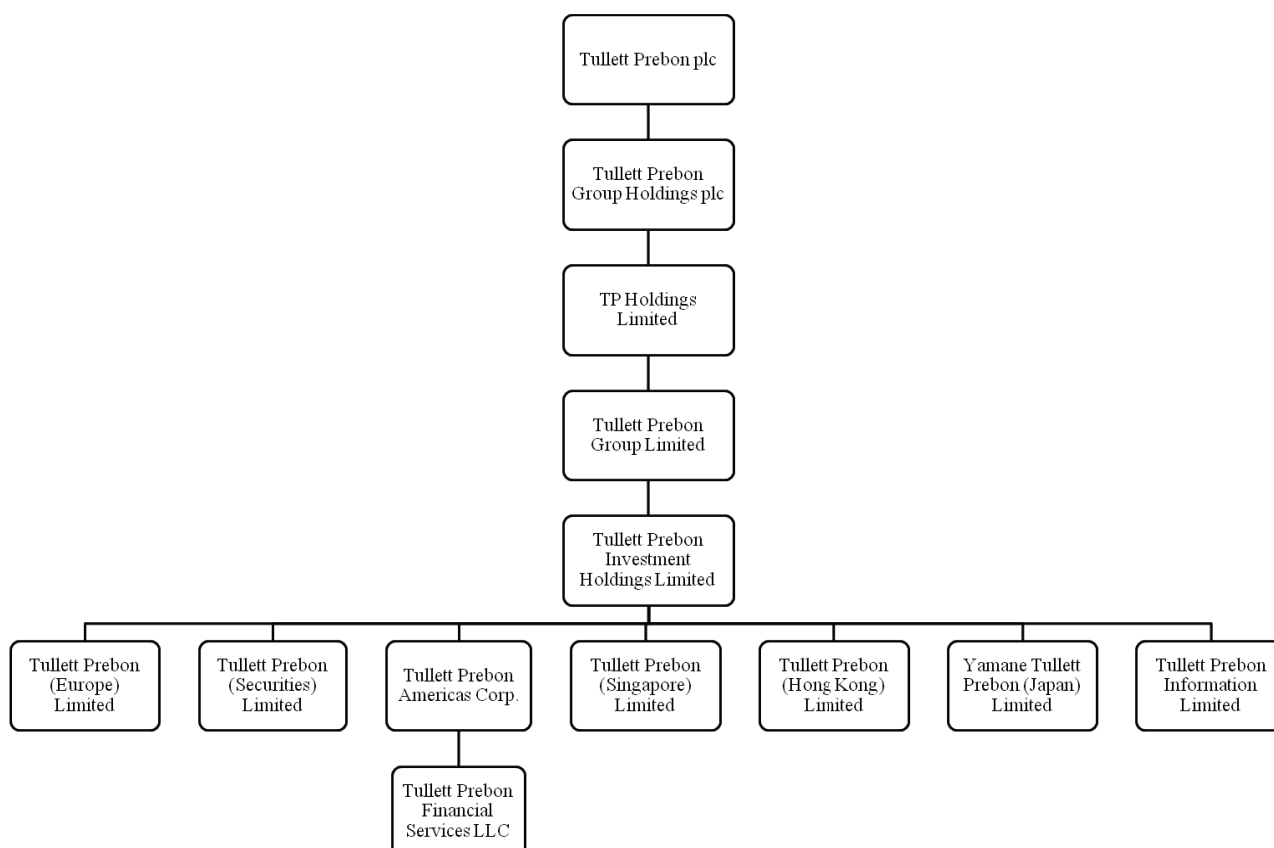 Tullett Prebon plc
Tullett Prebon
Group Holdings plc
TP Holdings
Limited
Tullett Prebon
Group Limited
Tullett Prebon
Investment
Holdings Limited
Tullett Prebon
(Europe)
Limited
Tullett Prebon
(Securities)
Limited
Tullett Prebon
Americas Corp.
Tullett Prebon
(Singapore)
Limited
Tullett Prebon
(Hong Kong)
Limited
Yamane Tullett
Prebon (Japan)
Limited
Tullett Prebon
Information
Limited
Tullett Prebon
Financial
Services LLC